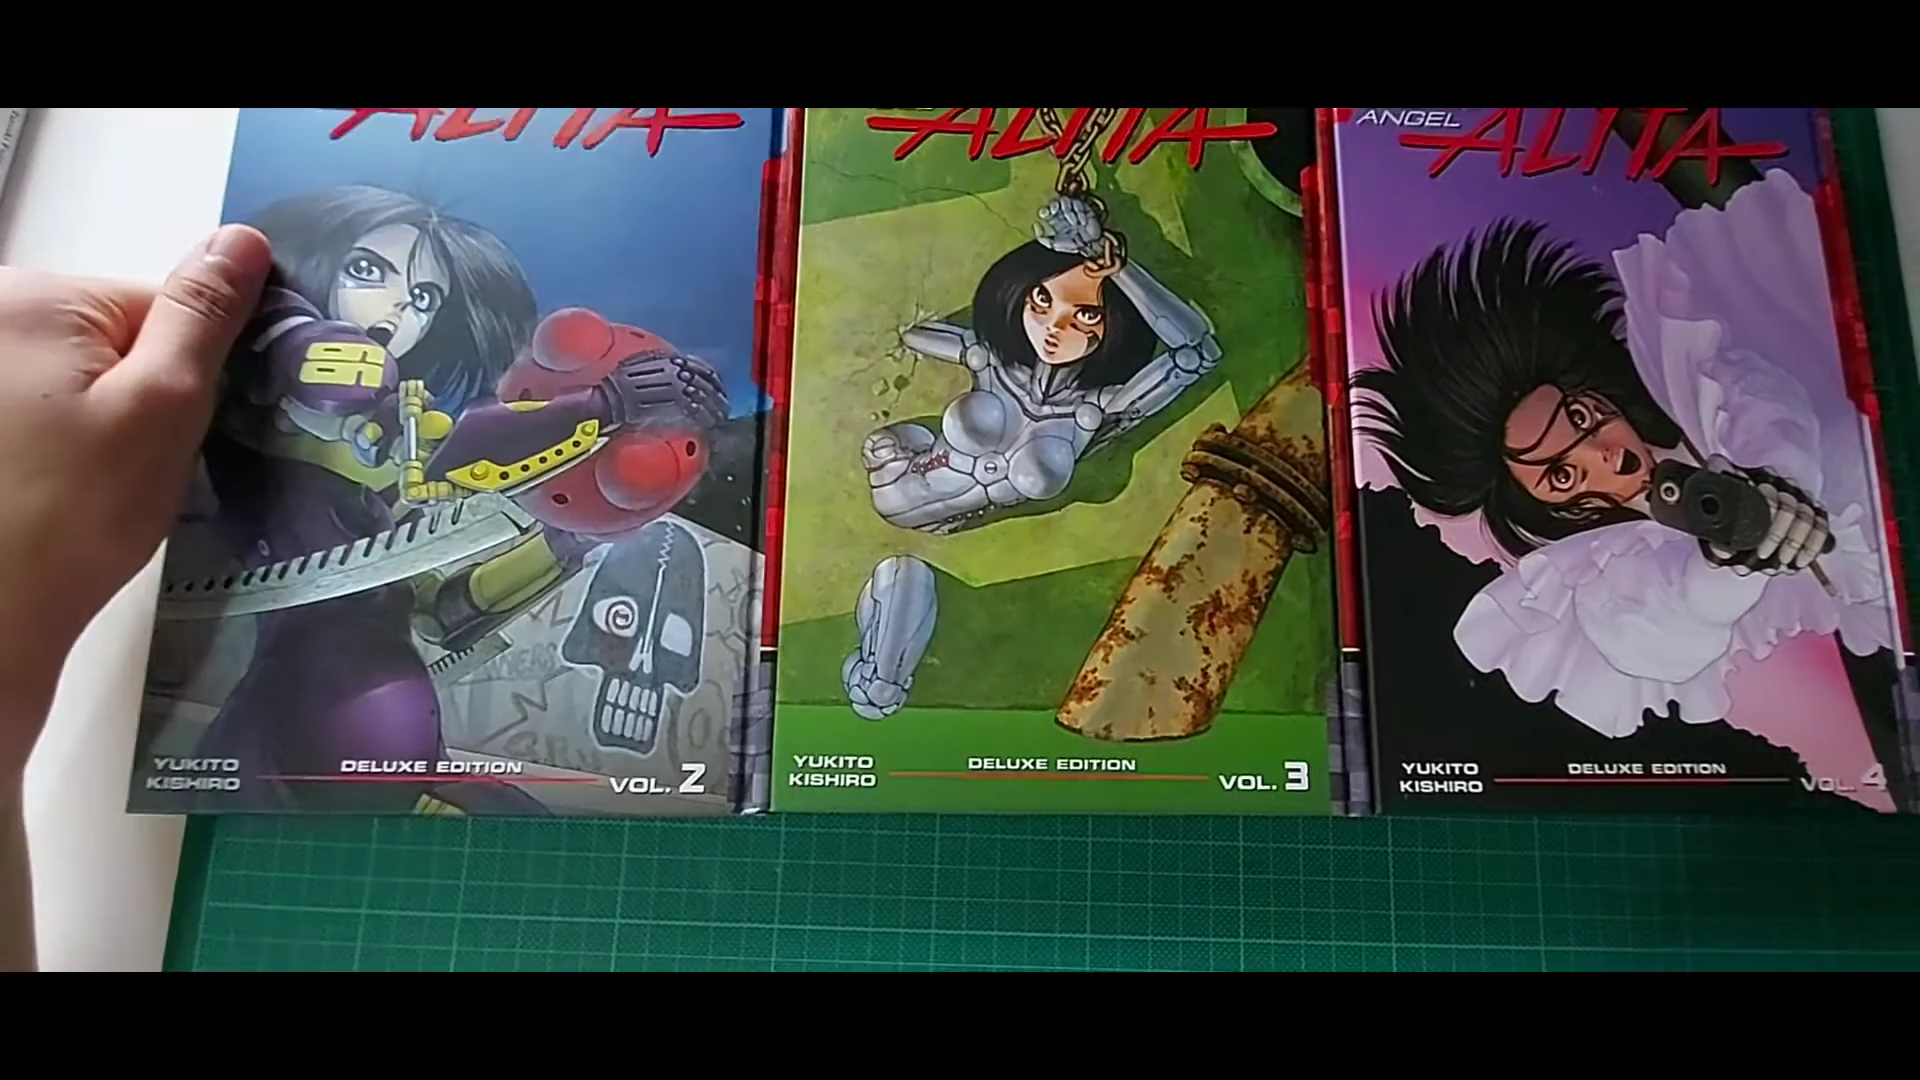 ALITA
99
YUKITO
KISHIRO
DELUXE EDITION
VOL. 2
ALITA
YUKITO
KISHIRO
DELUXE EDITION
VOL. 3
ANGEL
ALITA
YUKITO
KISHIRO
DELUXE EDITION
VOL. 4